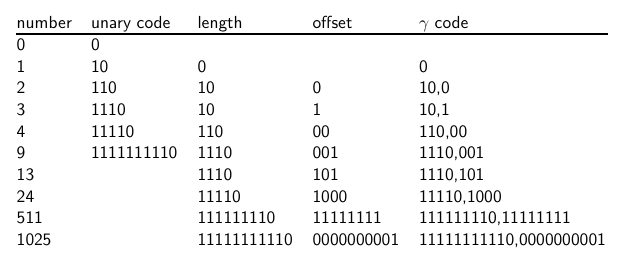 number unary code length offset γ code
0 0
1 10 0 0
2 110 10 0 10,0
3 1110 10 1 10,1
4 11110 110 00 110,00
9 1111111110 1110 001 1110,001
13 1110 101 1110,101
24 11110 1000 11110,1000
511 111111110 11111111 111111110,11111111
1025 11111111110 0000000001 11111111110,0000000001